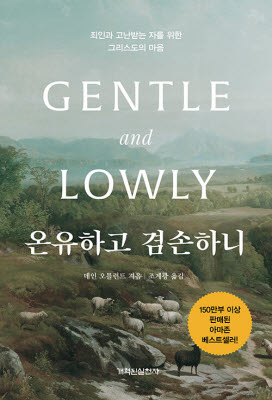 죄인과 고난받는 자를 위한
그리스도의 마음
GENTLE
and
LOWLY
온유하고 겸손하니
데인 오틀런드 지음 | 조계광 옮김
150만부 이상
판매된
아마존
베스트셀러!
개혁된실천사